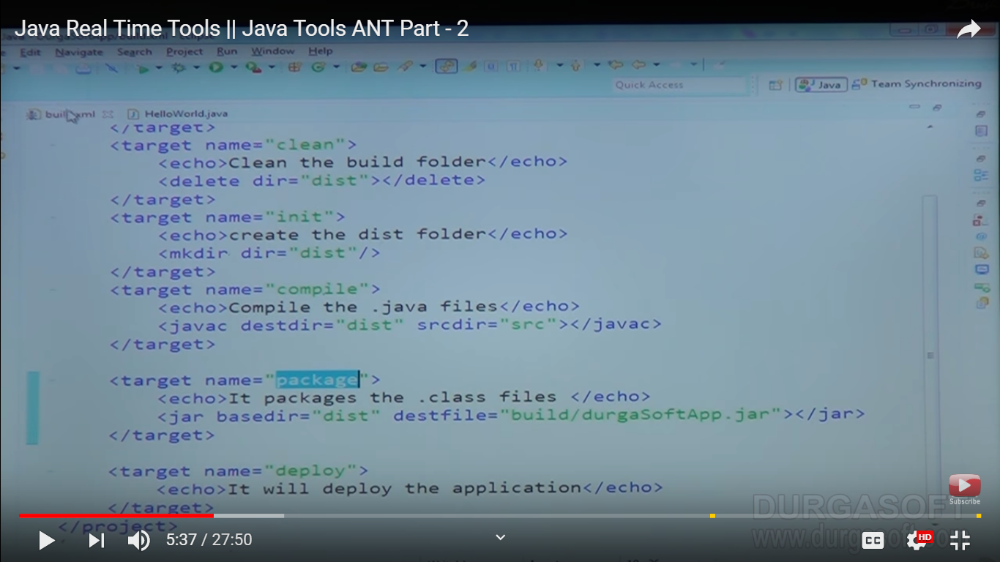 Java Real Time Tools || Java Tools ANT Part - 2
Edit Navigate Search Project Run Window Help
Quick Access
Java
Team Synchronizing
HelloWorld.java
</target>
<target name="clean">
<echo>Clean the build folder</echo>
<delete dir="dist"></delete>
</target>
<target name="init">
<echo>create the dist folder</echo>
<mkdir dir="dist"/>
</target>
<target name="compile">
<echo>Compile the .java files</echo>
<javac destdir="dist" srcdir="src"></javac>
</target>
<target name="package">
<echo>It packages the .class files </echo>
<jar basedir="dist" destfile="build/durgaSoftApp.jar"></jar>
</target>
<target name="deploy">
<echo>It will deploy the application</echo>
</target>
</project>
Subscribe
DURGASOFT
5:37 / 27:50
CC
HD